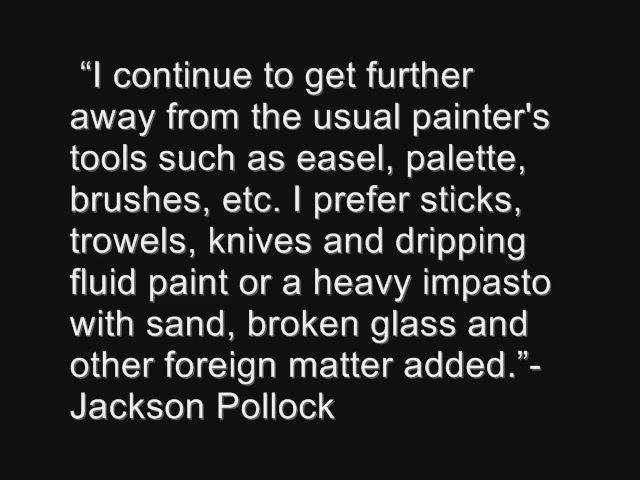 “I continue to get further
away from the usual painter's
tools such as easel, palette,
brushes, etc. I prefer sticks,
trowels, knives and dripping
fluid paint or a heavy impasto
with sand, broken glass and
other foreign matter added.”-
Jackson Pollock